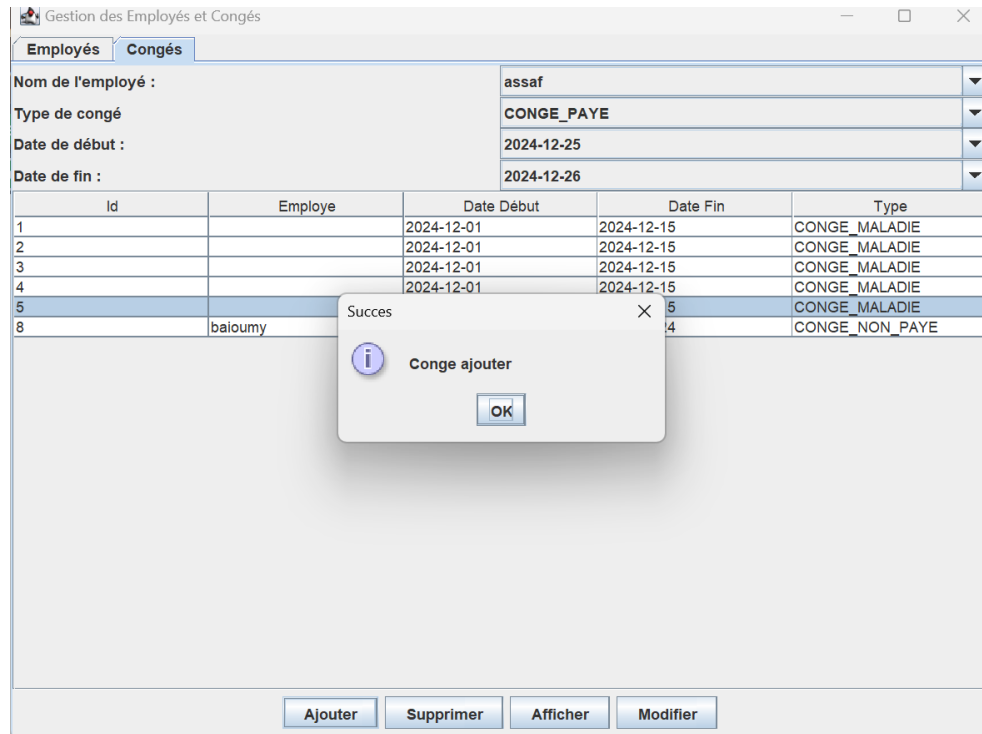 Gestion des Employés et Congés
Employés Congés
Nom de l'employé : assaf
Type de congé CONGE_PAYE
Date de début : 2024-12-25
Date de fin : 2024-12-26
Id Employe Date Début Date Fin Type
1 2024-12-01 2024-12-15 CONGE_MALADIE
2 2024-12-01 2024-12-15 CONGE_MALADIE
3 2024-12-01 2024-12-15 CONGE_MALADIE
4 2024-12-01 2024-12-15 CONGE_MALADIE
5 5 CONGE_MALADIE
8 baioumy 24 CONGE_NON_PAYE
Succes
Conge ajouter
OK
Ajouter Supprimer Afficher Modifier